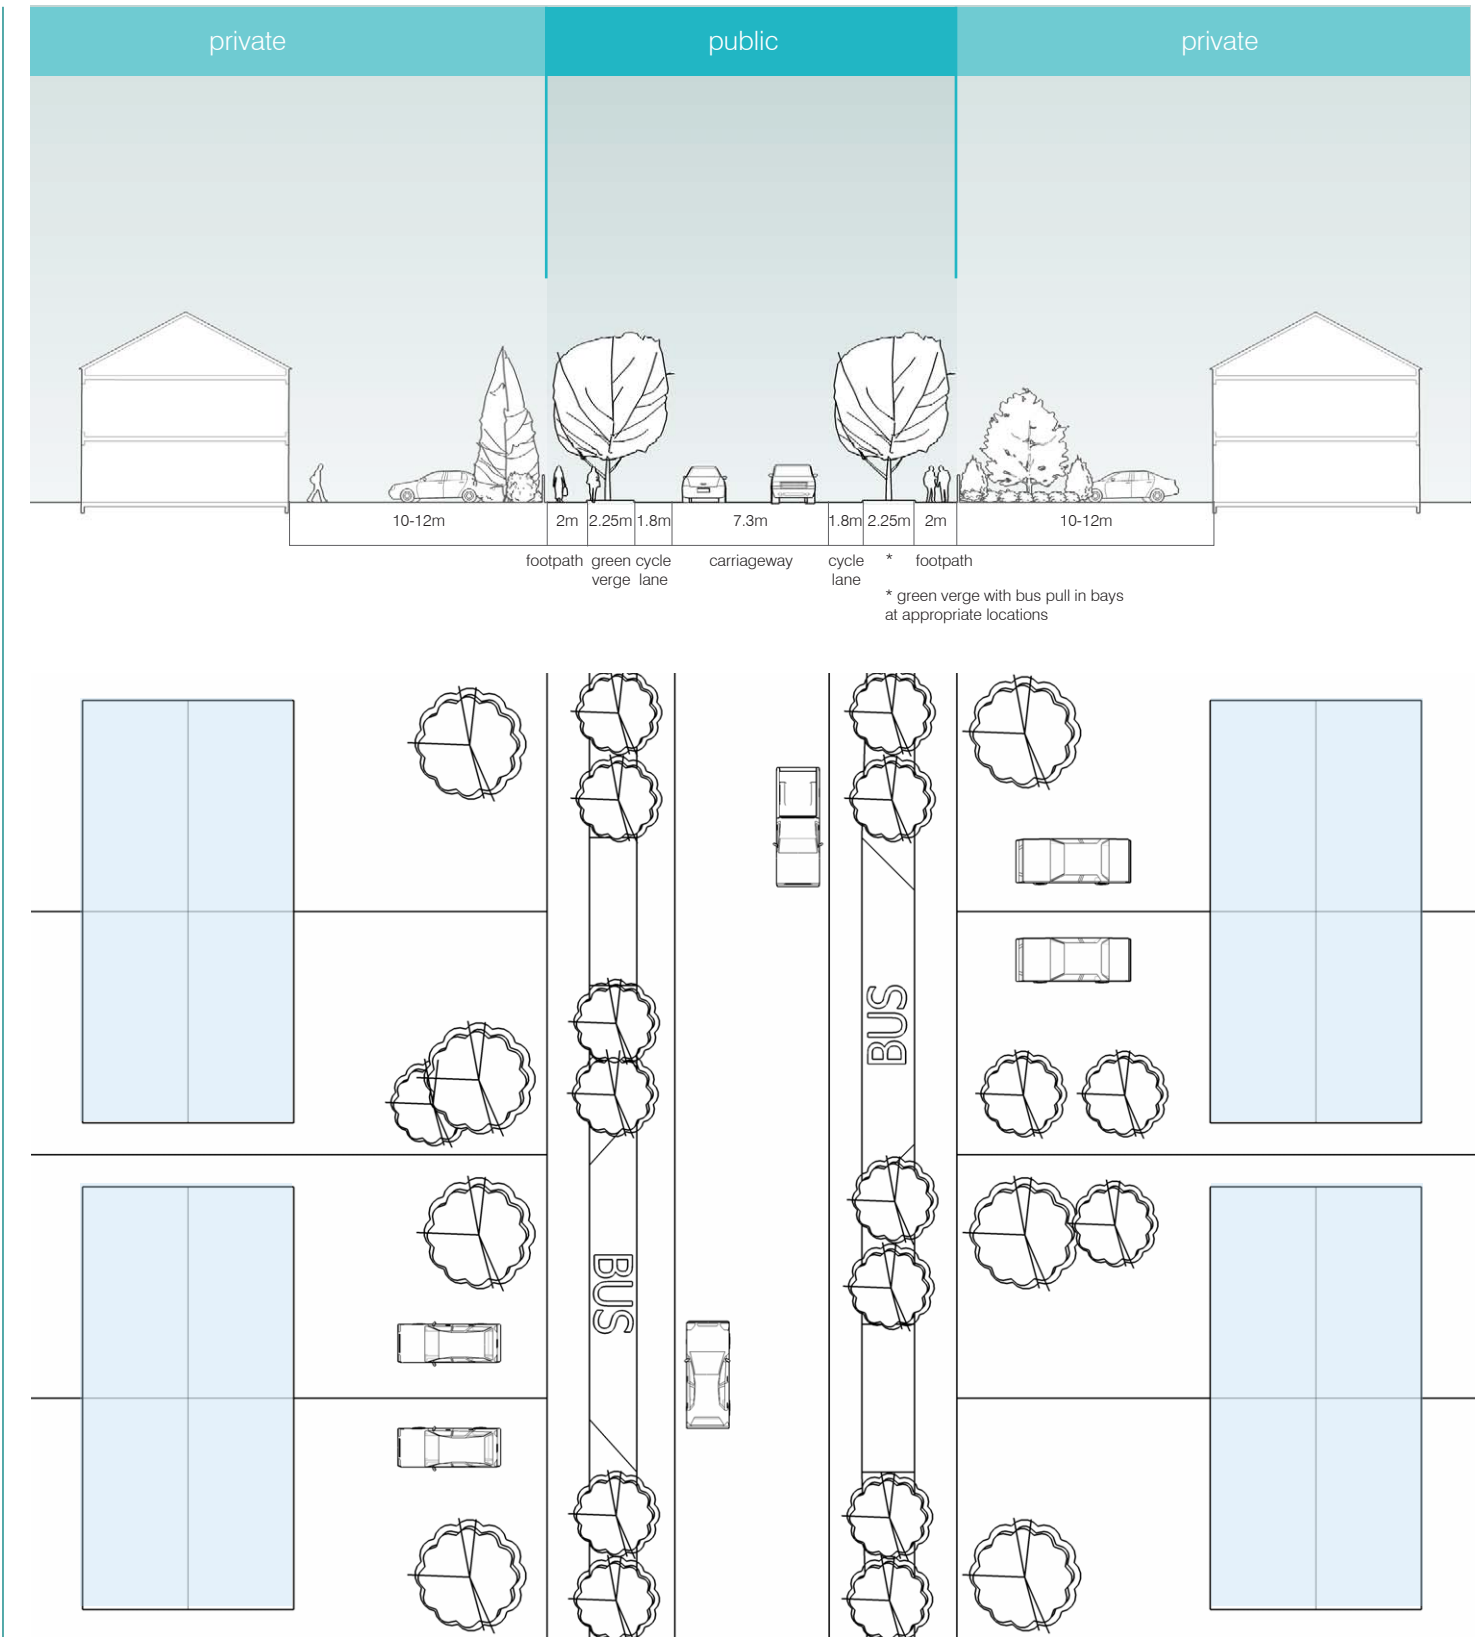 private public private
10-12m 2m 2.25m 1.8m 7.3m 1.8m 2.25m 2m 10-12m
footpath green cycle carriageway cycle * footpath
verge lane lane
* green verge with bus pull in bays
at appropriate locations
BUS
BUS